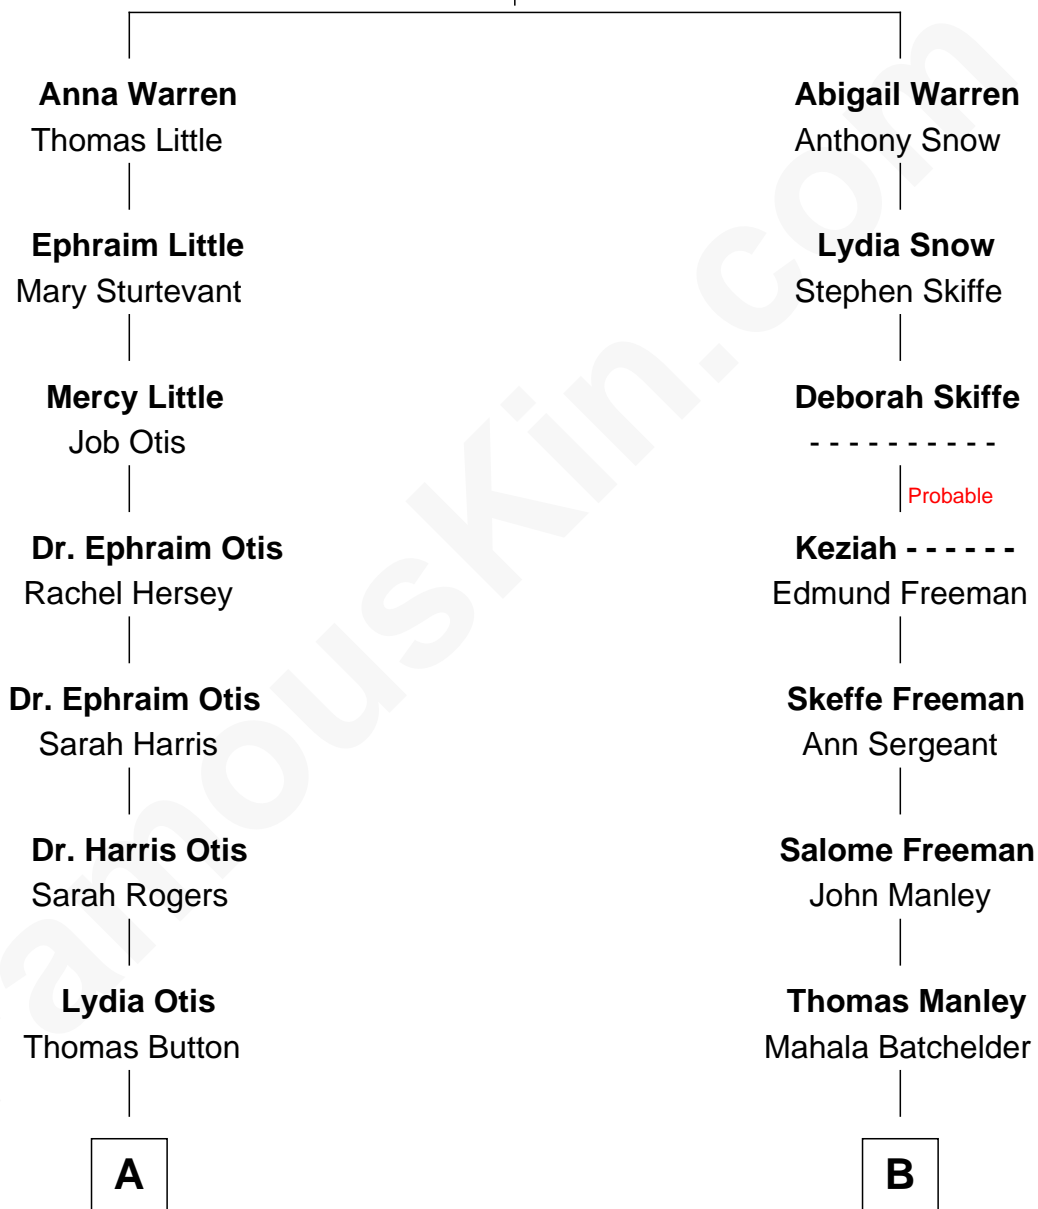 Anna Warren
Thomas Little
Ephraim Little
Mary Sturtevant
Mercy Little
Job Otis
Dr. Ephraim Otis
Rachel Hersey
Dr. Ephraim Otis
Sarah Harris
Dr. Harris Otis
Sarah Rogers
Lydia Otis
Thomas Button
A
Abigail Warren
Anthony Snow
Lydia Snow
Stephen Skiffe
Deborah Skiffe
- - - - - - - - - -
Probable
Keziah - - - - - -
Edmund Freeman
Skeffe Freeman
Ann Sergeant
Salome Freeman
John Manley
Thomas Manley
Mahala Batchelder
B
amouskin.com